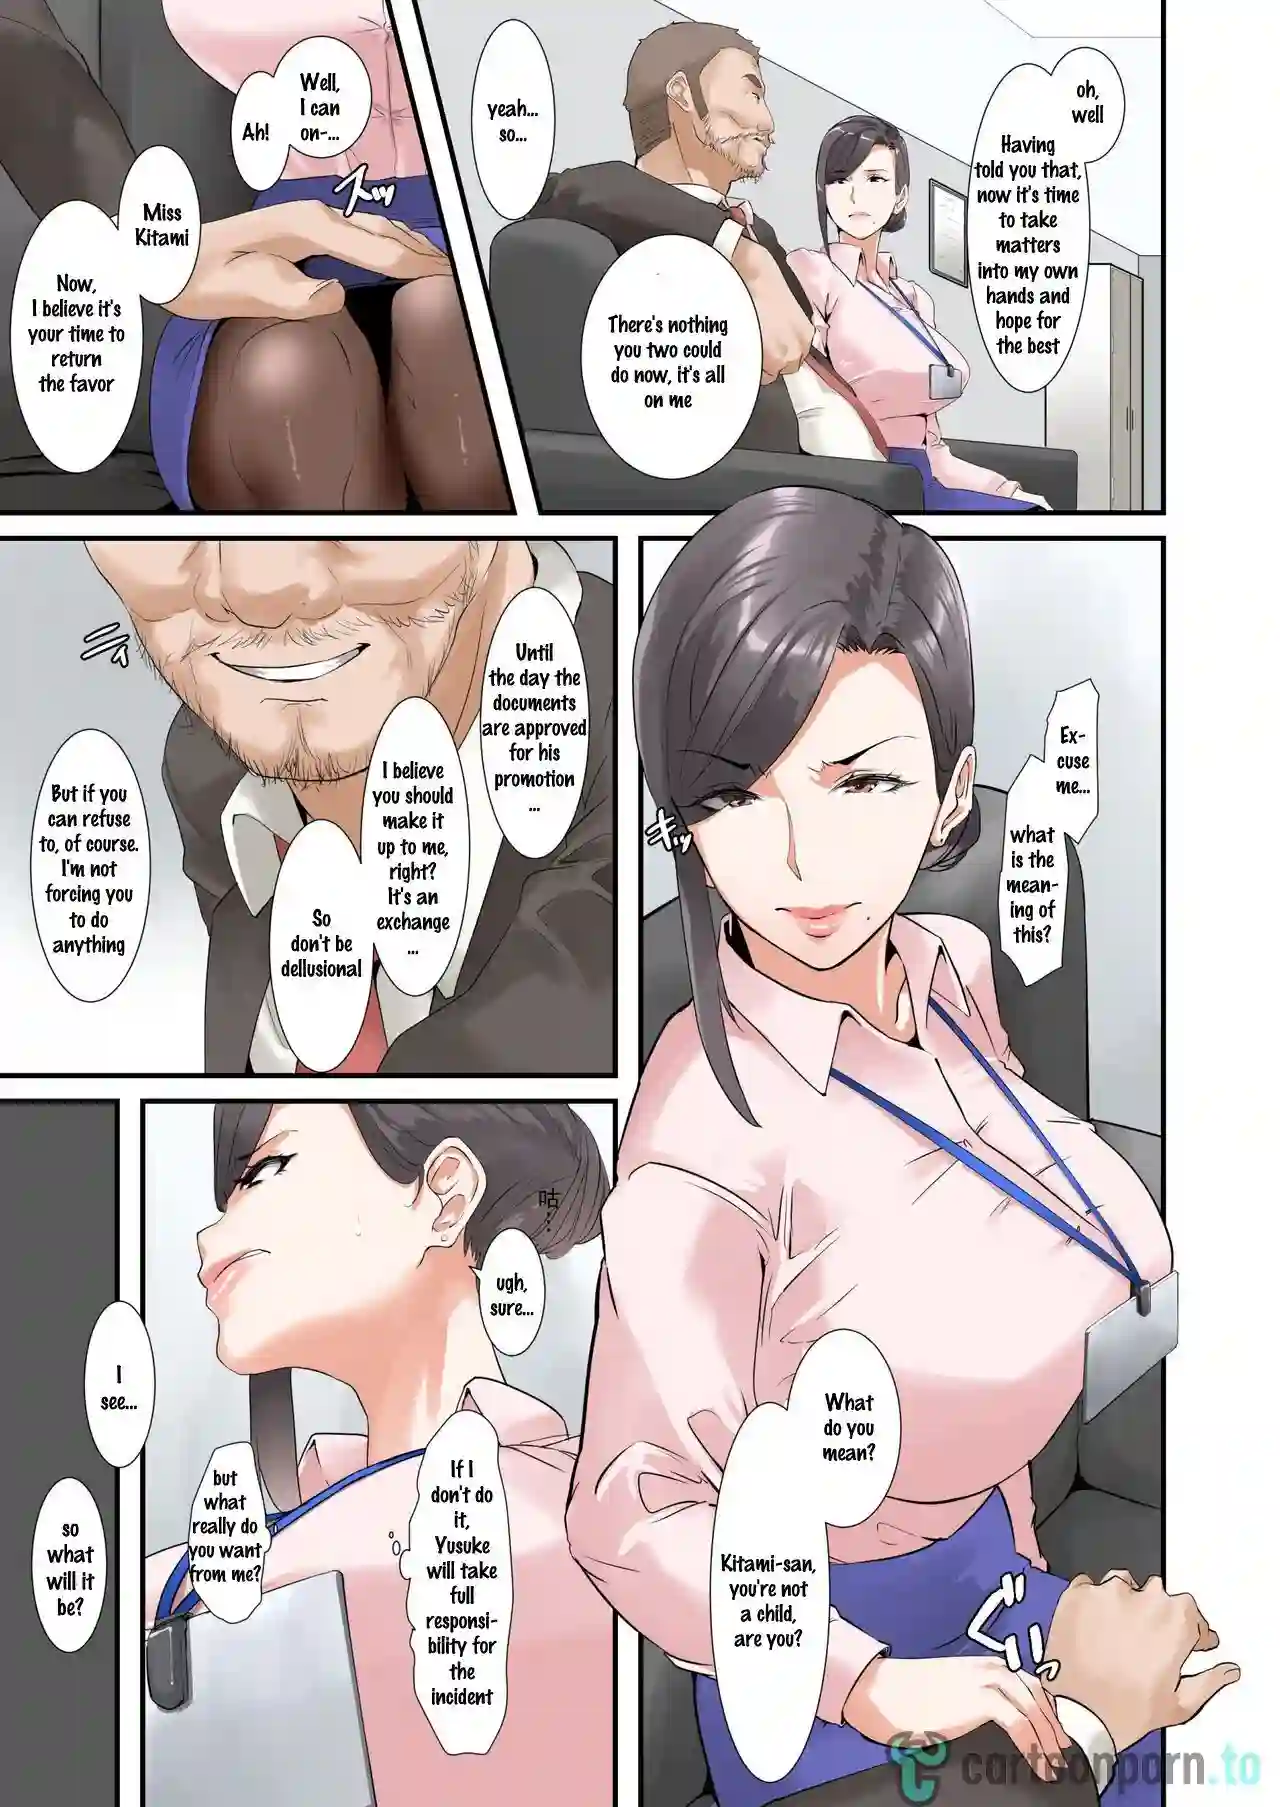 oh,
well
Having
told you that,
now it's time
to take
matters
into my own
hands and
hope for
the best
yeah...
so...
There's nothing
you two could
do now, it's all
on me
Well,
I can
on-...
Ah!
スッ
Miss
Kitami
Now,
I believe it's
your time to
return
the favor
Ex-
cuse
me...
what
is the
mean-
ing of
this?
キッ
What
do you
mean?
Kitami-san,
you're not
a child,
are you?
Until
the day the
documents
are approved
for his
promotion
...
I believe
you should
make it
up to me,
right?
It's an
exchange
...
So
don't be
dellusional
But if you
can refuse
to, of course.
I'm not
forcing you
to do
anything
咕…
ugh,
sure...
If I
don't do
it,
Yusuke
will take
full
responsi-
bility for
the
incident
but
what
really do
you want
from me?
I
see...
so
what
will it
be?
cartoonporn.to